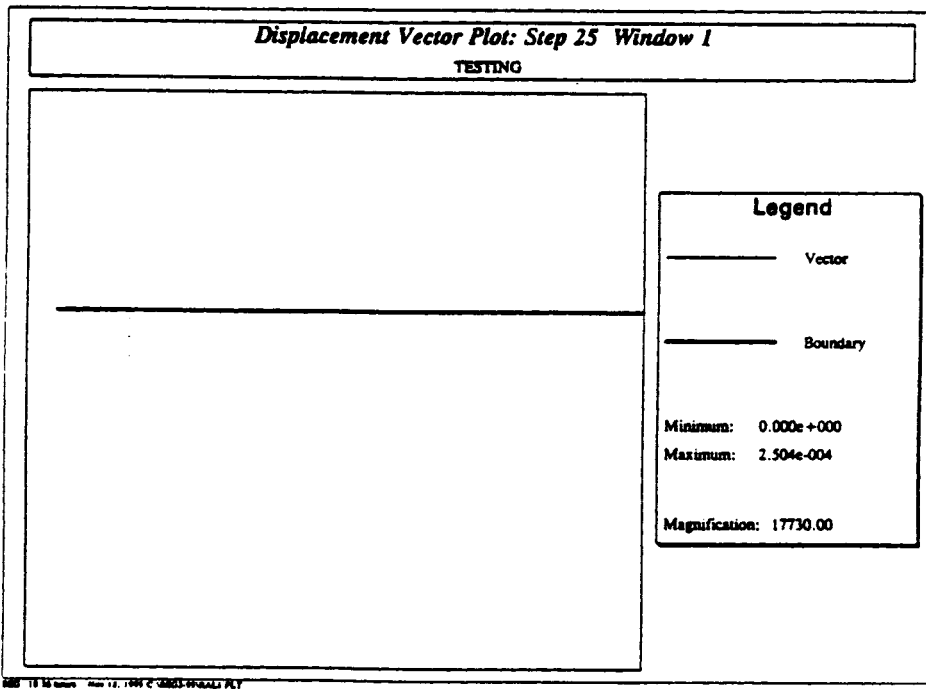 Displacement Vector Plot: Step 25 Window 1
TESTING
Legend
Vector
Boundary
Minimum: 0.000e+000
Maximum: 2.504e-004
Magnification: 17730.00